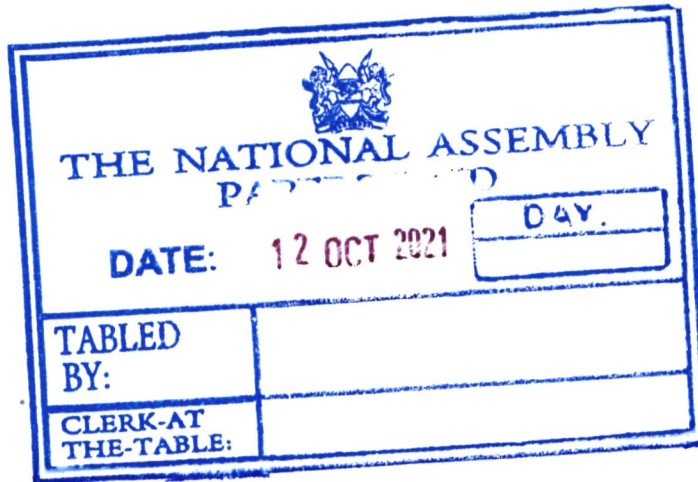 THE NATIONAL ASSEMBLY
DATE: 12 OCT 2021 DAY.
TABLED
BY:
CLERK-AT
THE-TABLE: